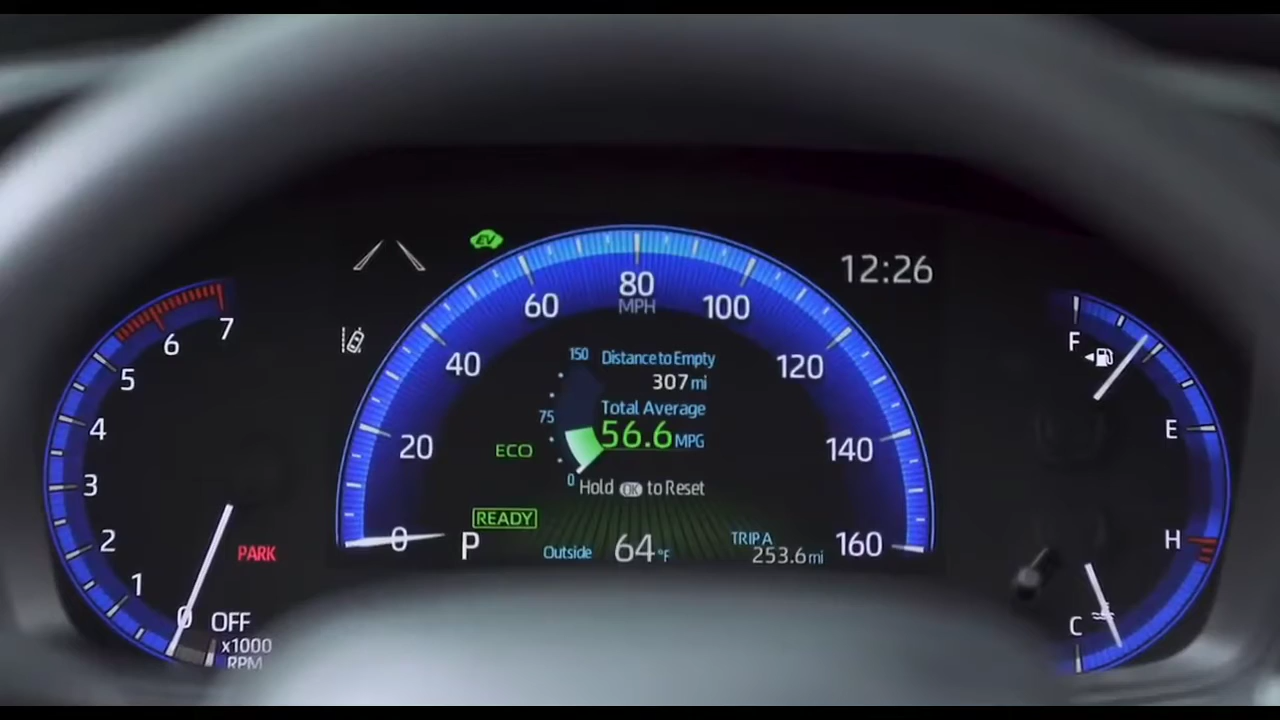 EV
12:26
7
6
5
4
3
2
1
0
OFF
x1000
RPM
PARK
0
20
40
60
80
MPH
100
120
140
160
150
75
0
Distance to Empty
307 mi
Total Average
56.6 MPG
Hold OK to Reset
ECO
READY
P
Outside
64 °F
TRIP A
253.6 mi
F
E
H
C